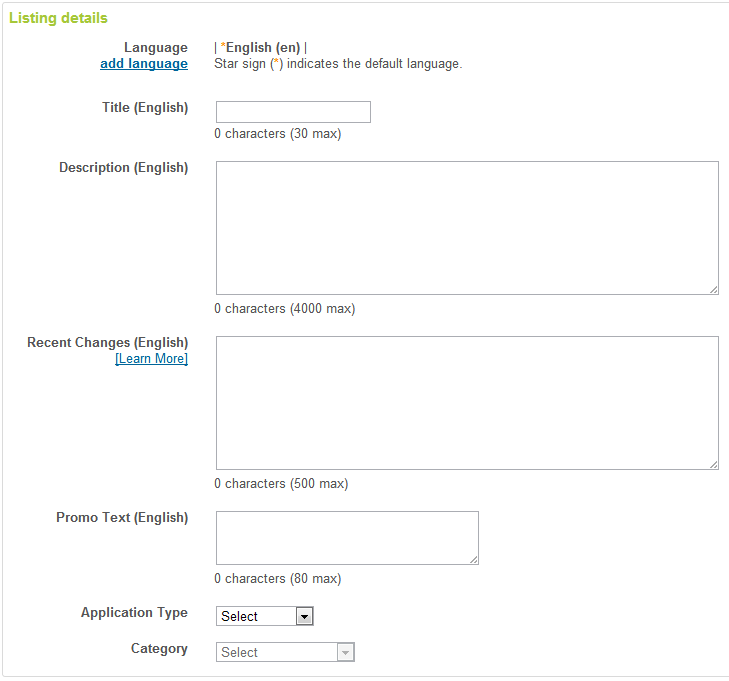 Listing details
Language | *English (en) |
add language Star sign (*) indicates the default language.
Title (English)
0 characters (30 max)
Description (English)
0 characters (4000 max)
Recent Changes (English)
[Learn More]
0 characters (500 max)
Promo Text (English)
0 characters (80 max)
Application Type Select
Category Select